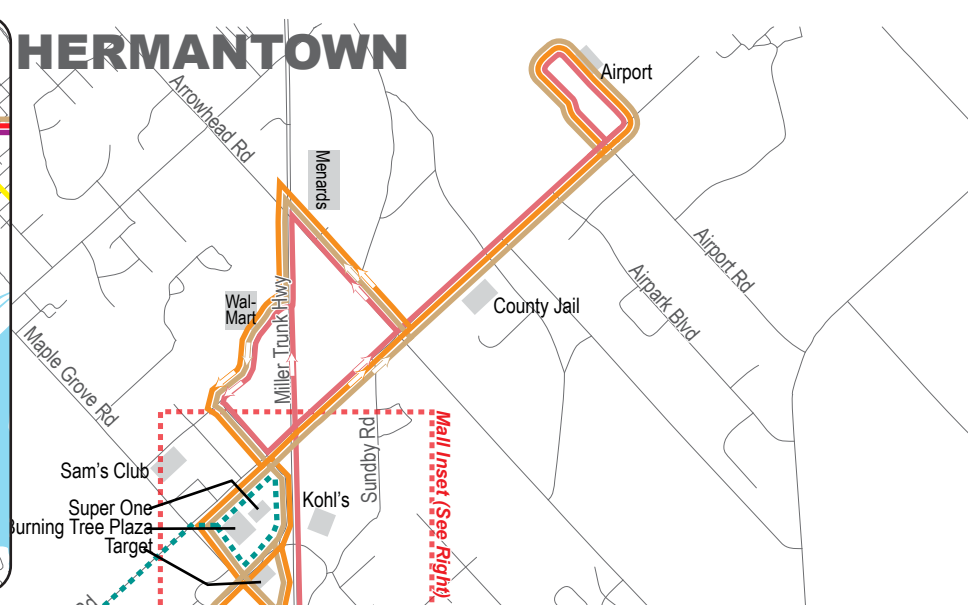 HERMANTOWN
Airport
Arrowhead Rd
Menards
Airport Rd
Airpark Blvd
Miller Trunk Hwy
Wal-
Mart
County Jail
Maple Grove Rd
Mall Inset (See Right)
Sundby Rd
Sam's Club
Kohl's
Super One
Burning Tree Plaza
Target
Rd